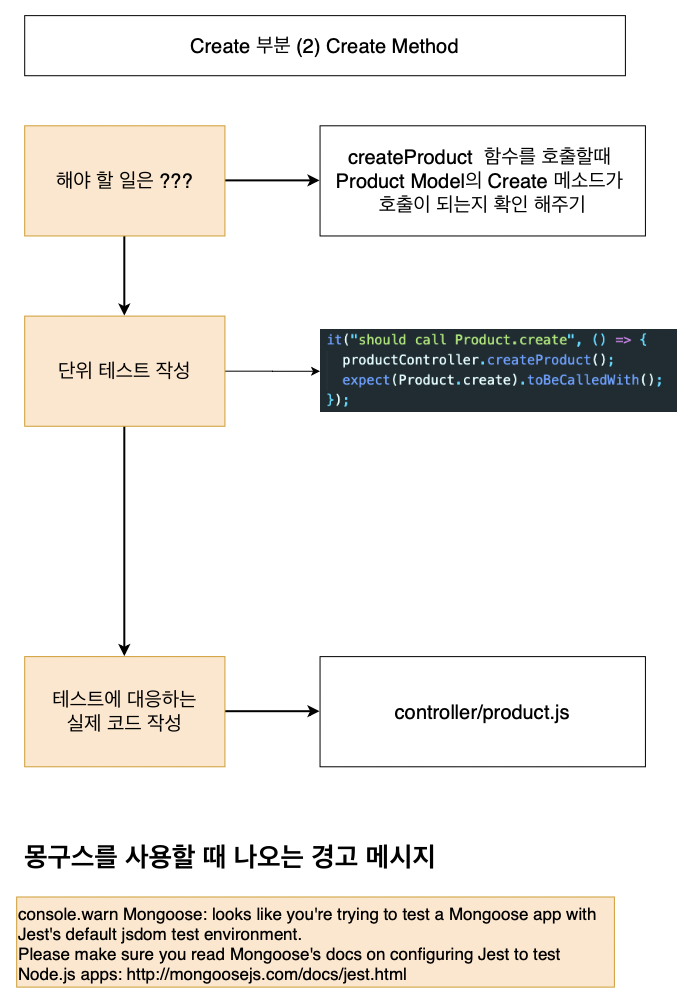 Create 부분 (2) Create Method
해야 할 일은 ???
createProduct 함수를 호출할때
Product Model의 Create 메소드가
호출이 되는지 확인 해주기
단위 테스트 작성
it("should call Product.create", () => {
  productController.createProduct();
  expect(Product.create).toBeCalledWith();
});
테스트에 대응하는
실제 코드 작성
controller/product.js
몽구스를 사용할 때 나오는 경고 메시지
console.warn Mongoose: looks like you're trying to test a Mongoose app with
Jest's default jsdom test environment.
Please make sure you read Mongoose's docs on configuring Jest to test
Node.js apps: http://mongoosejs.com/docs/jest.html